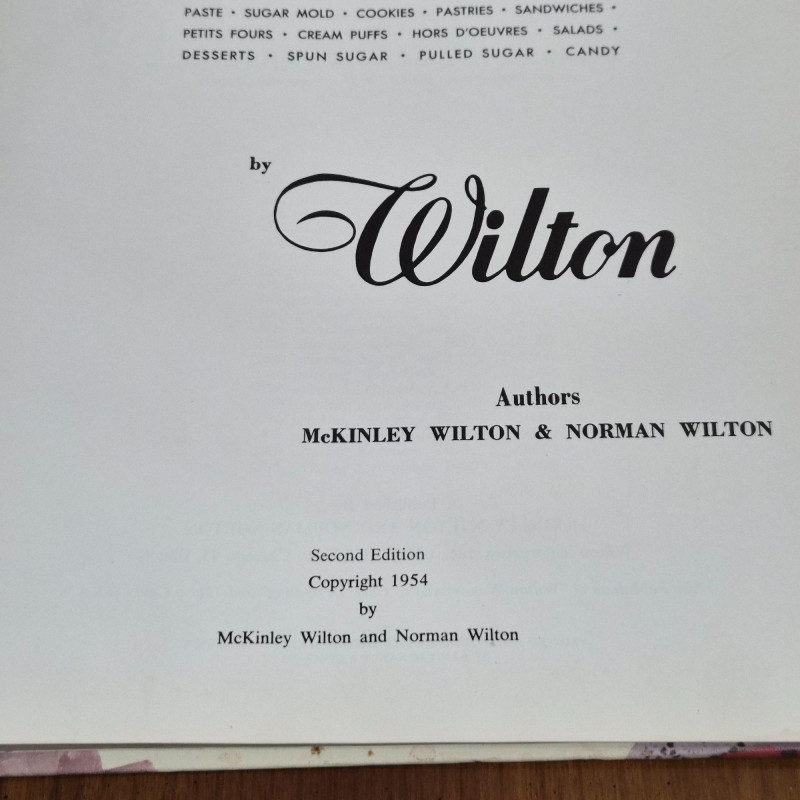 PASTE • SUGAR MOLD • COOKIES • PASTRIES • SANDWICHES •
PETITS FOURS • CREAM PUFFS • HORS D'OEUVRES • SALADS •
DESSERTS • SPUN SUGAR • PULLED SUGAR • CANDY
by
Wilton
Authors
McKINLEY WILTON & NORMAN WILTON
Second Edition
Copyright 1954
by
McKinley Wilton and Norman Wilton